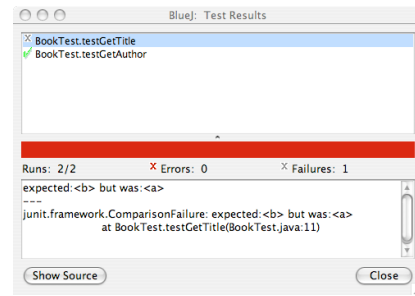 BlueJ: Test Results
BookTest.testGetTitle
BookTest.testGetAuthor
Runs: 2/2 X Errors: 0 X Failures: 1
expected:<b> but was:<a>
---
junit.framework.ComparisonFailure: expected:<b> but was:<a>
at BookTest.testGetTitle(BookTest.java:11)
Show Source Close